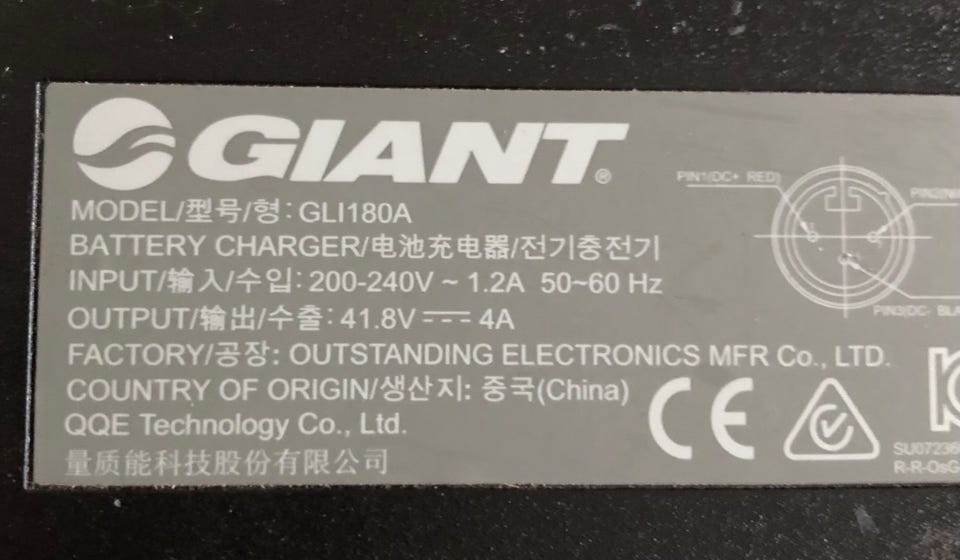 GIANT®
MODEL/型号/형: GLI180A
BATTERY CHARGER/电池充电器/전기충전기
INPUT/输入/수입: 200-240V ~ 1.2A 50~60 Hz
OUTPUT/输出/수출: 41.8V ⎓ 4A
FACTORY/공장: OUTSTANDING ELECTRONICS MFR Co., LTD.
COUNTRY OF ORIGIN/생산지: 중국(China)
QQE Technology Co., Ltd.
量质能科技股份有限公司
PIN1(DC+ RED)
PIN3(DC-
CE